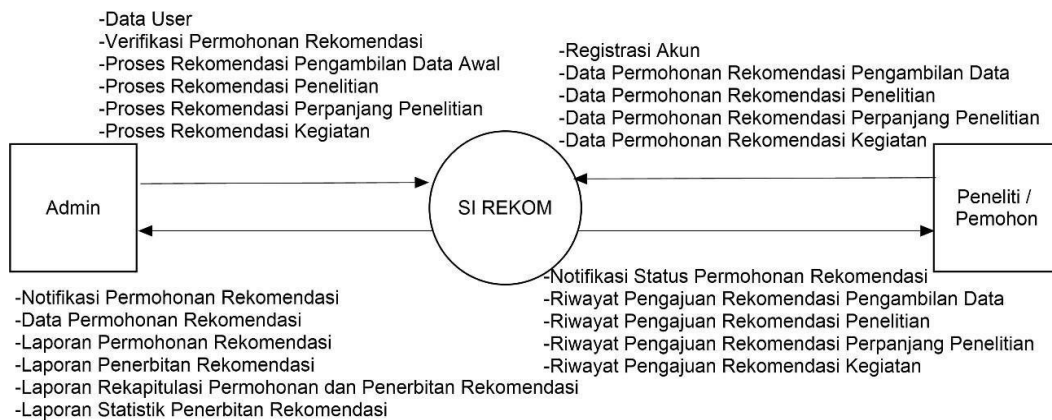 -Data User
-Verifikasi Permohonan Rekomendasi
-Proses Rekomendasi Pengambilan Data Awal
-Proses Rekomendasi Penelitian
-Proses Rekomendasi Perpanjang Penelitian
-Proses Rekomendasi Kegiatan
-Registrasi Akun
-Data Permohonan Rekomendasi Pengambilan Data
-Data Permohonan Rekomendasi Penelitian
-Data Permohonan Rekomendasi Perpanjang Penelitian
-Data Permohonan Rekomendasi Kegiatan
Admin
SI REKOM
Peneliti /
Pemohon
-Notifikasi Permohonan Rekomendasi
-Data Permohonan Rekomendasi
-Laporan Permohonan Rekomendasi
-Laporan Penerbitan Rekomendasi
-Laporan Rekapitulasi Permohonan dan Penerbitan Rekomendasi
-Laporan Statistik Penerbitan Rekomendasi
-Notifikasi Status Permohonan Rekomendasi
-Riwayat Pengajuan Rekomendasi Pengambilan Data
-Riwayat Pengajuan Rekomendasi Penelitian
-Riwayat Pengajuan Rekomendasi Perpanjang Penelitian
-Riwayat Pengajuan Rekomendasi Kegiatan